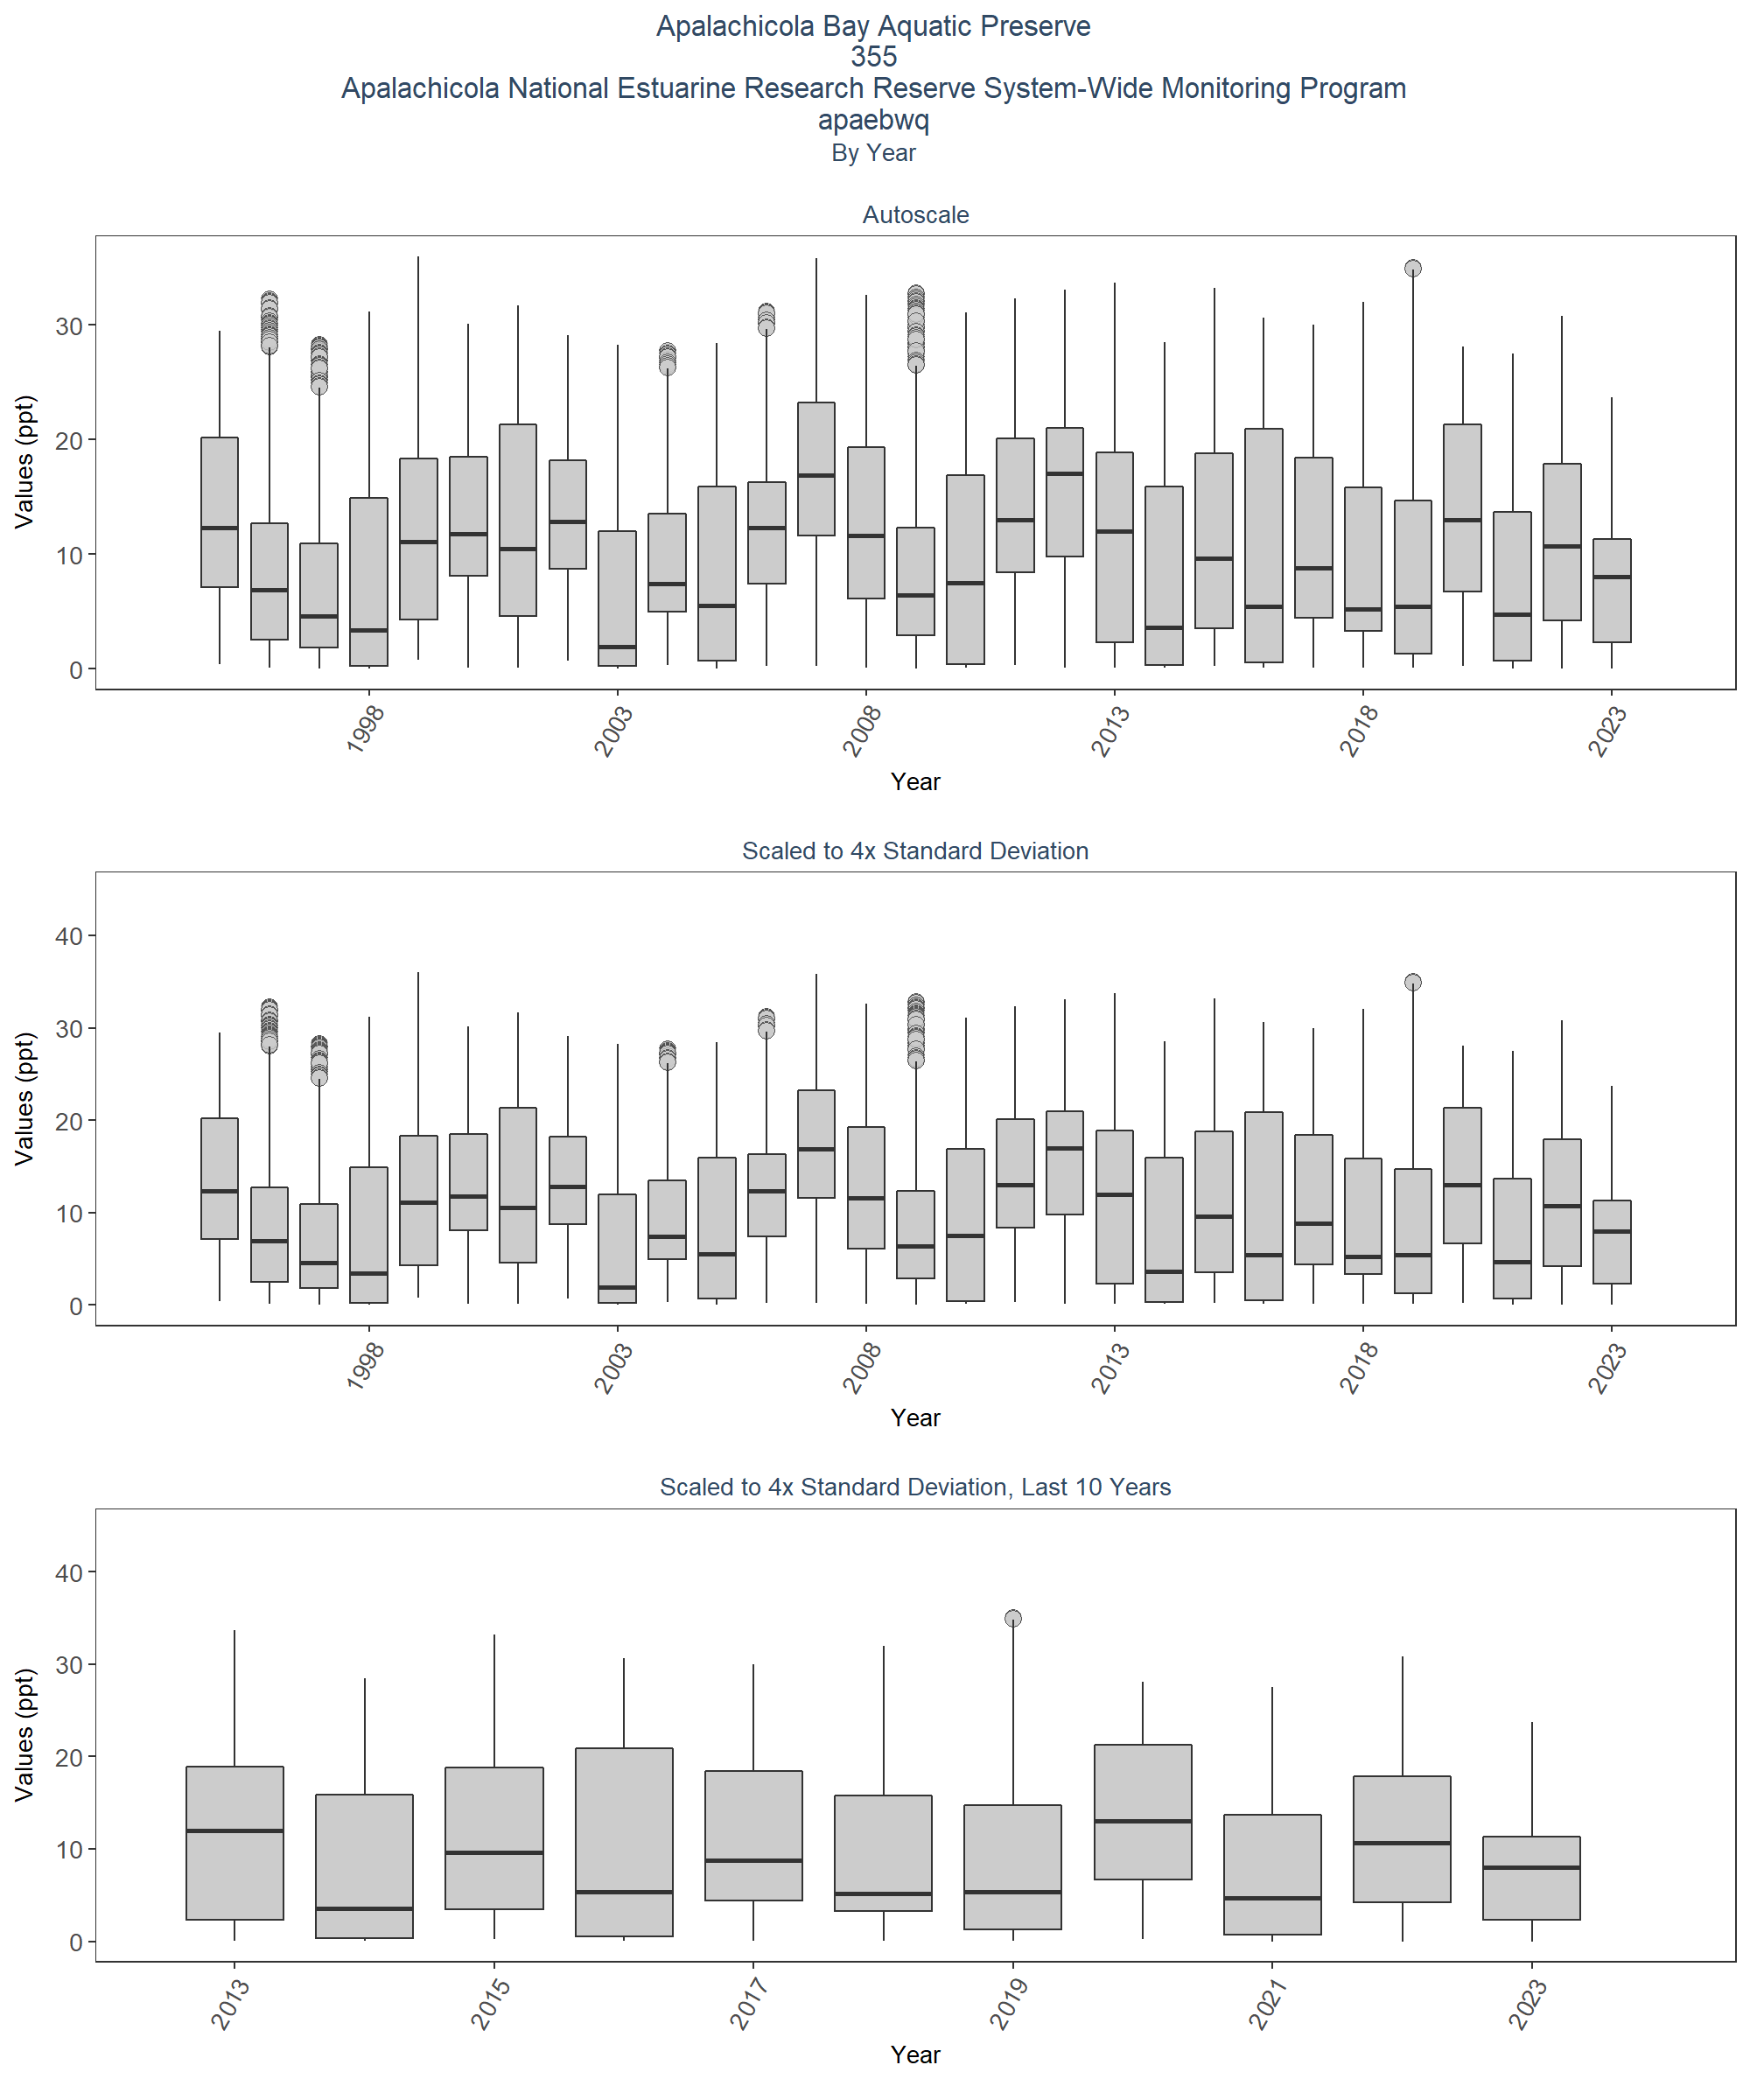 Apalachicola Bay Aquatic Preserve
355
Apalachicola National Estuarine Research Reserve System-Wide Monitoring Program
apaebwq
By Year
Autoscale
Values (ppt)
30
20
10
0
1998 2003 2008 2013 2018 2023
Year
Scaled to 4x Standard Deviation
Values (ppt)
40
30
20
10
0
1998 2003 2008 2013 2018 2023
Year
Scaled to 4x Standard Deviation, Last 10 Years
Values (ppt)
40
30
20
10
0
2013 2015 2017 2019 2021 2023
Year